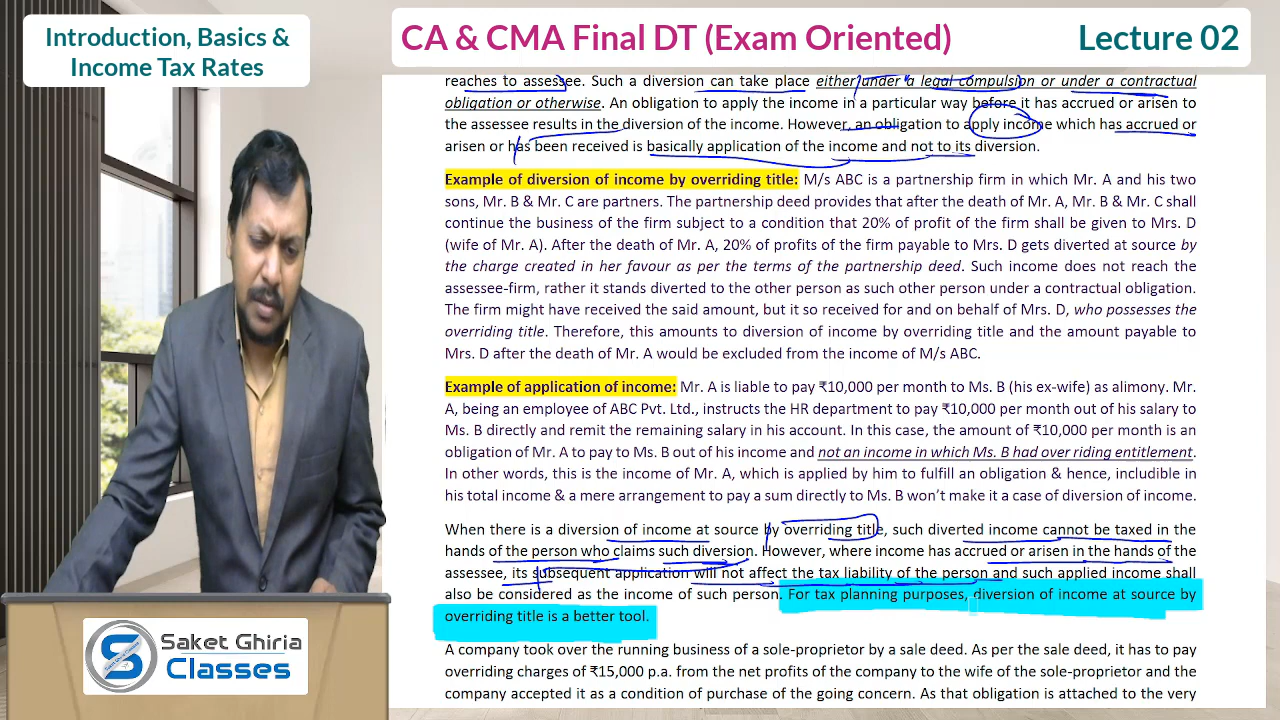 Introduction, Basics &
Income Tax Rates
CA & CMA Final DT (Exam Oriented)
Lecture 02
reaches to assessee. Such a diversion can take place either under a legal compulsion or under a contractual
obligation or otherwise. An obligation to apply the income in a particular way before it has accrued or arisen to
the assessee results in the diversion of the income. However, an obligation to apply income which has accrued or
arisen or has been received is basically application of the income and not to its diversion.
Example of diversion of income by overriding title: M/s ABC is a partnership firm in which Mr. A and his two
sons, Mr. B & Mr. C are partners. The partnership deed provides that after the death of Mr. A, Mr. B & Mr. C shall
continue the business of the firm subject to a condition that 20% of profit of the firm shall be given to Mrs. D
(wife of Mr. A). After the death of Mr. A, 20% of profits of the firm payable to Mrs. D gets diverted at source by
the charge created in her favour as per the terms of the partnership deed. Such income does not reach the
assessee-firm, rather it stands diverted to the other person as such other person under a contractual obligation.
The firm might have received the said amount, but it so received for and on behalf of Mrs. D, who possesses the
overriding title. Therefore, this amounts to diversion of income by overriding title and the amount payable to
Mrs. D after the death of Mr. A would be excluded from the income of M/s ABC.
Example of application of income: Mr. A is liable to pay ₹10,000 per month to Ms. B (his ex-wife) as alimony. Mr.
A, being an employee of ABC Pvt. Ltd., instructs the HR department to pay ₹10,000 per month out of his salary to
Ms. B directly and remit the remaining salary in his account. In this case, the amount of ₹10,000 per month is an
obligation of Mr. A to pay to Ms. B out of his income and not an income in which Ms. B had over riding entitlement.
In other words, this is the income of Mr. A, which is applied by him to fulfill an obligation & hence, includible in
his total income & a mere arrangement to pay a sum directly to Ms. B won't make it a case of diversion of income.
When there is a diversion of income at source by overriding title, such diverted income cannot be taxed in the
hands of the person who claims such diversion. However, where income has accrued or arisen in the hands of the
assessee, its subsequent application will not affect the tax liability of the person and such applied income shall
also be considered as the income of such person. For tax planning purposes, diversion of income at source by
overriding title is a better tool.
A company took over the running business of a sole-proprietor by a sale deed. As per the sale deed, it has to pay
overriding charges of ₹15,000 p.a. from the net profits of the company to the wife of the sole-proprietor and the
company accepted it as a condition of purchase of the going concern. As that obligation is attached to the very
Saket Ghiria
Classes